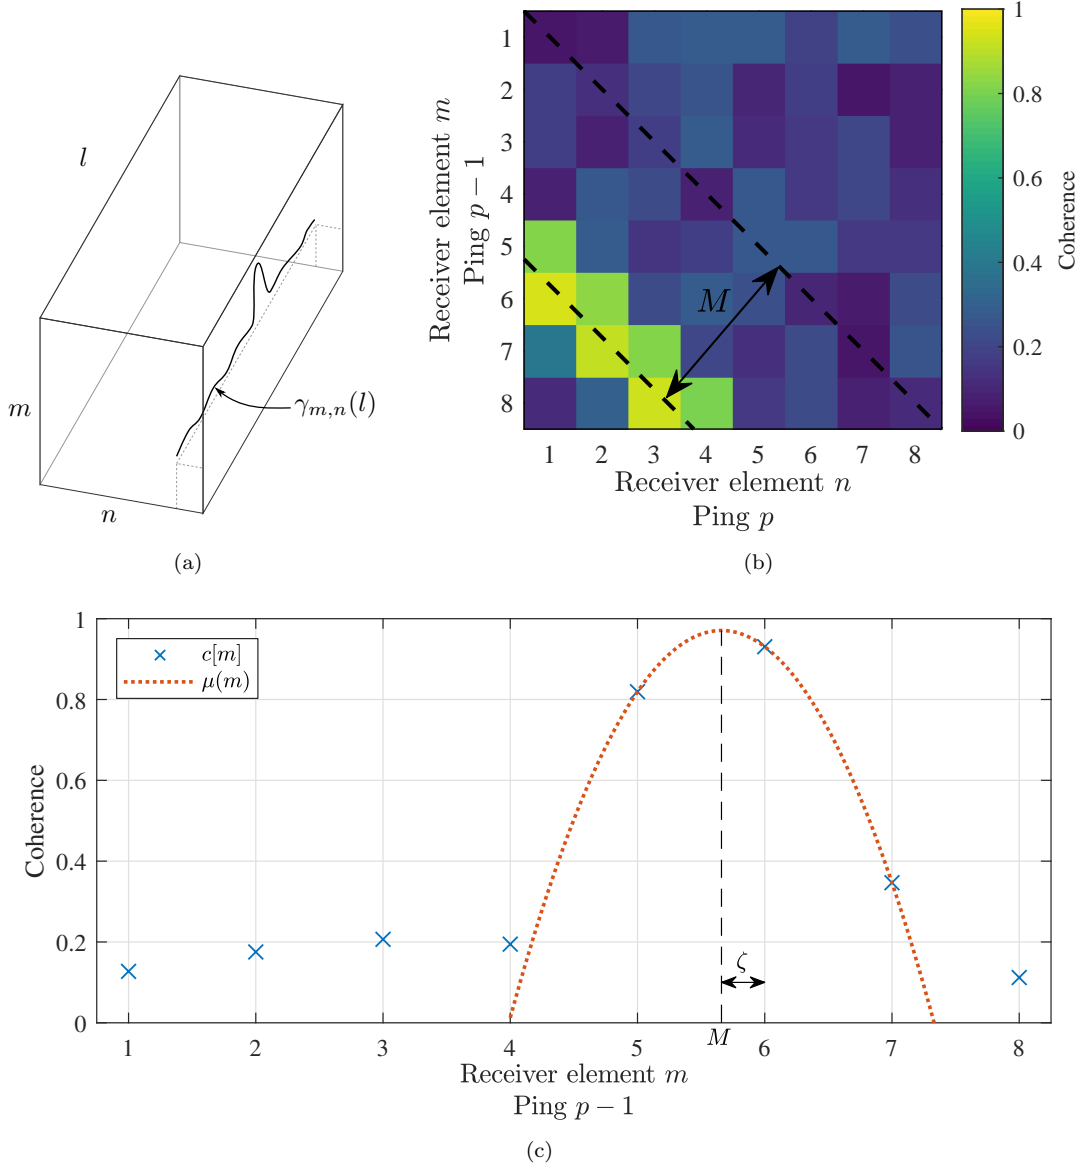 l
m
n
γm,n(l)
(a)
Receiver element m
Ping p − 1
1
2
3
4
5
6
7
8
M
1 2 3 4 5 6 7 8
Receiver element n
Ping p
1
0.8
0.6
0.4
0.2
0
Coherence
(b)
1
0.8
0.6
0.4
0.2
0
Coherence
c[m]
μ(m)
ζ
M
1 2 3 4 5 6 7 8
Receiver element m
Ping p − 1
(c)